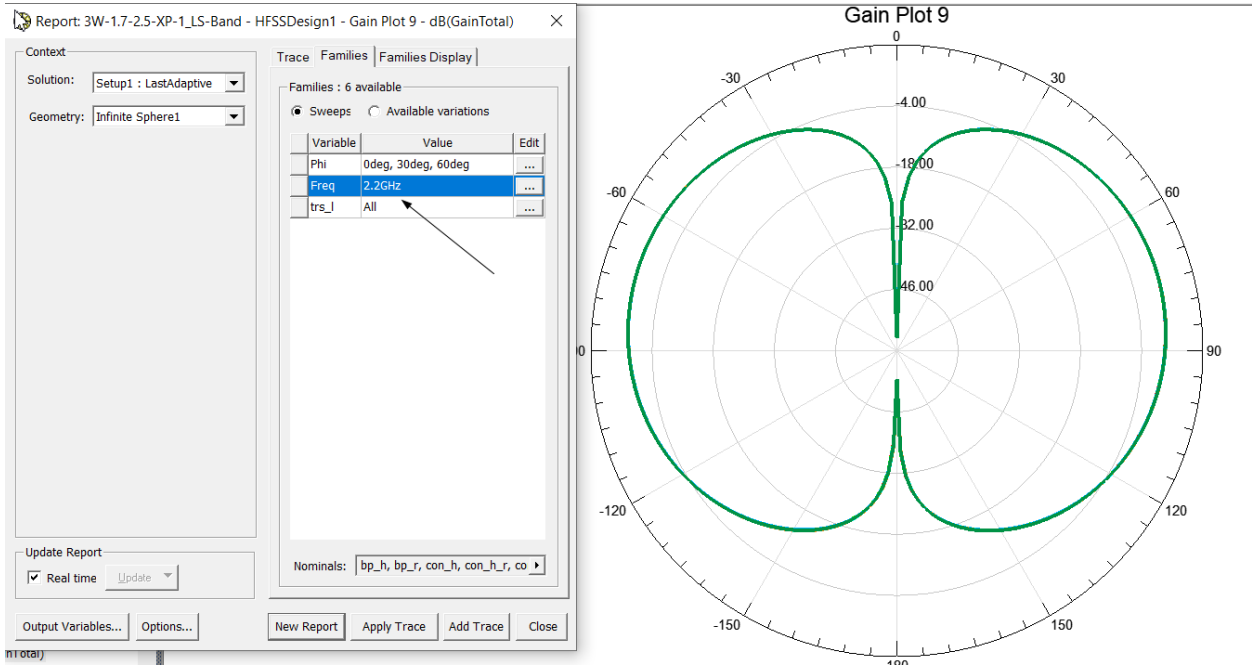 Report: 3W-1.7-2.5-XP-1_LS-Band - HFSSDesign1 - Gain Plot 9 - dB(GainTotal)
Context
Solution: Setup1 : LastAdaptive
Geometry: Infinite Sphere1
Trace Families Families Display
Families : 6 available
Sweeps Available variations
Variable Value Edit
Phi 0deg, 30deg, 60deg ...
Freq 2.2GHz ...
trs_l All ...
Nominals: bp_h, bp_r, con_h, con_h_r, co
Update Report
Real time Update
Output Variables... Options... New Report Apply Trace Add Trace Close
nTotal)
Gain Plot 9
0
-30 30
-4.00
-18.00
-60 60
-32.00
46.00
00 90
-120 120
-150 150
180